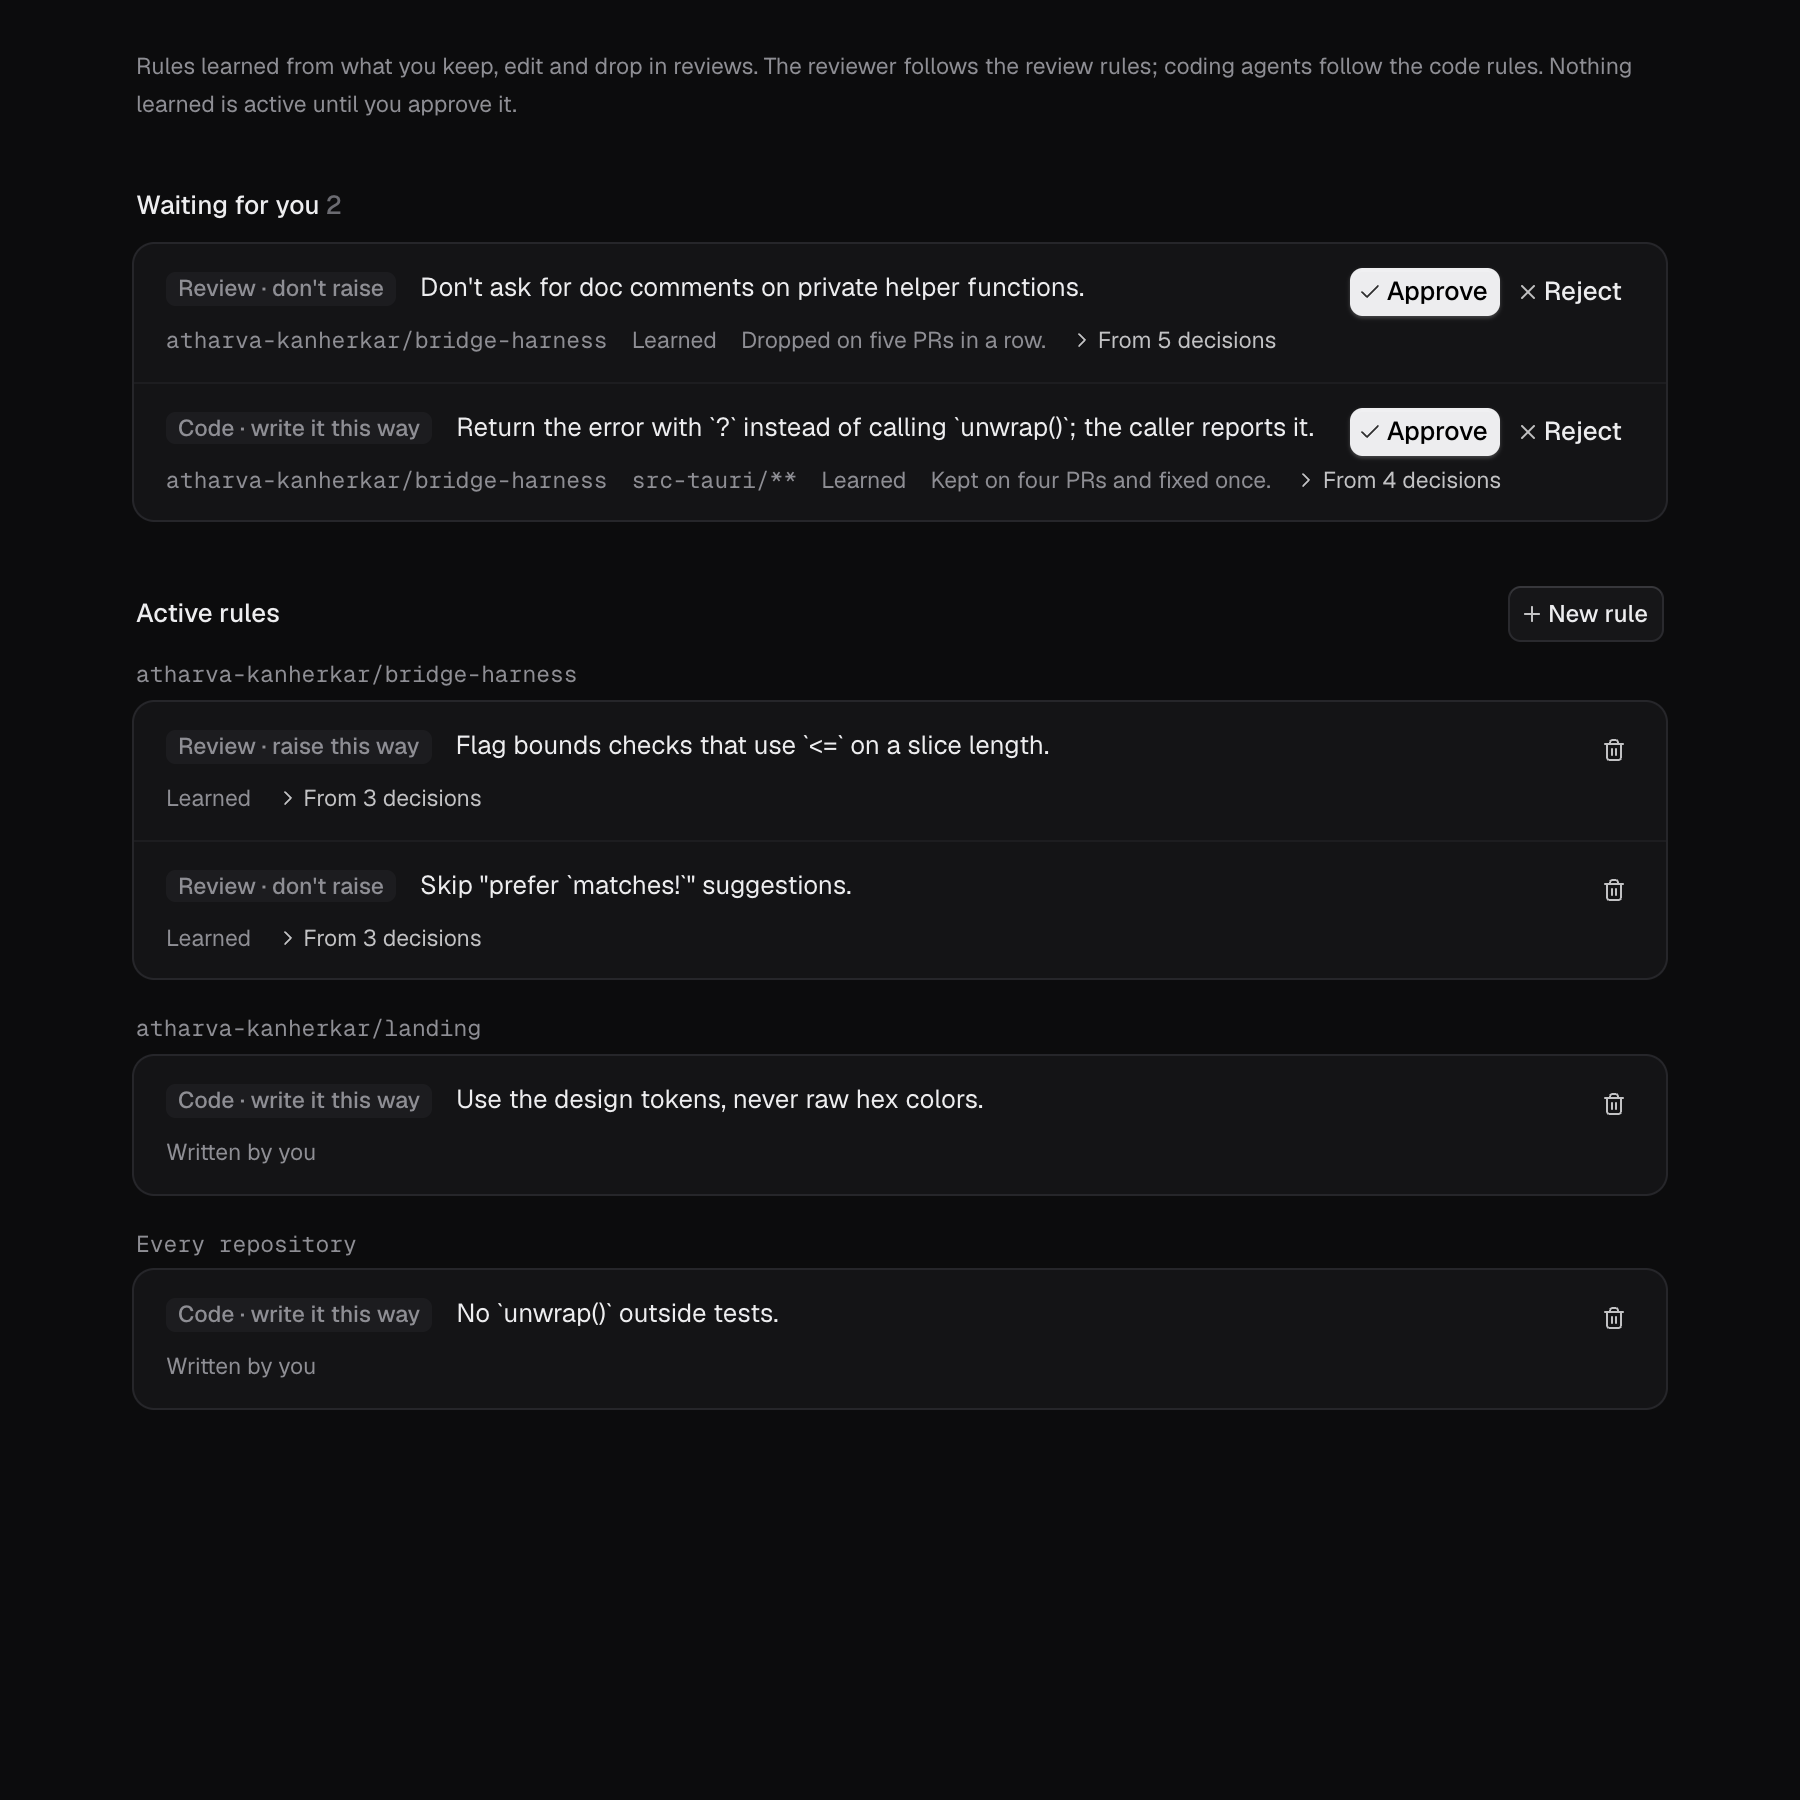 Rules learned from what you keep, edit and drop in reviews. The reviewer follows the review rules; coding agents follow the code rules. Nothing
learned is active until you approve it.
Waiting for you 2
Review · don't raise Don't ask for doc comments on private helper functions. Approve Reject
atharva-kanherkar/bridge-harness Learned Dropped on five PRs in a row. From 5 decisions
Code · write it this way Return the error with `?` instead of calling `unwrap()`; the caller reports it. Approve Reject
atharva-kanherkar/bridge-harness src-tauri/** Learned Kept on four PRs and fixed once. From 4 decisions
Active rules + New rule
atharva-kanherkar/bridge-harness
Review · raise this way Flag bounds checks that use `<=` on a slice length.
Learned From 3 decisions
Review · don't raise Skip "prefer `matches!`" suggestions.
Learned From 3 decisions
atharva-kanherkar/landing
Code · write it this way Use the design tokens, never raw hex colors.
Written by you
Every repository
Code · write it this way No `unwrap()` outside tests.
Written by you